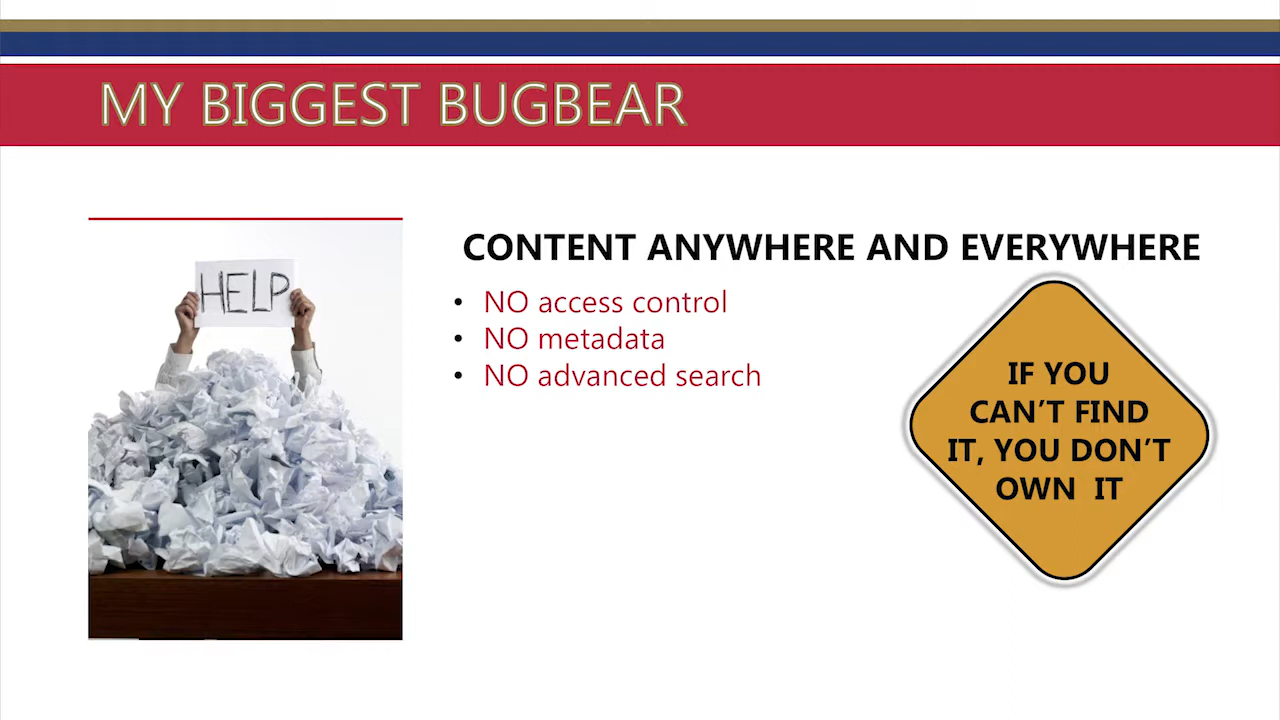 MY BIGGEST BUGBEAR
HELP
CONTENT ANYWHERE AND EVERYWHERE
• NO access control
• NO metadata
• NO advanced search
IF YOU
CAN’T FIND
IT, YOU DON’T
OWN IT